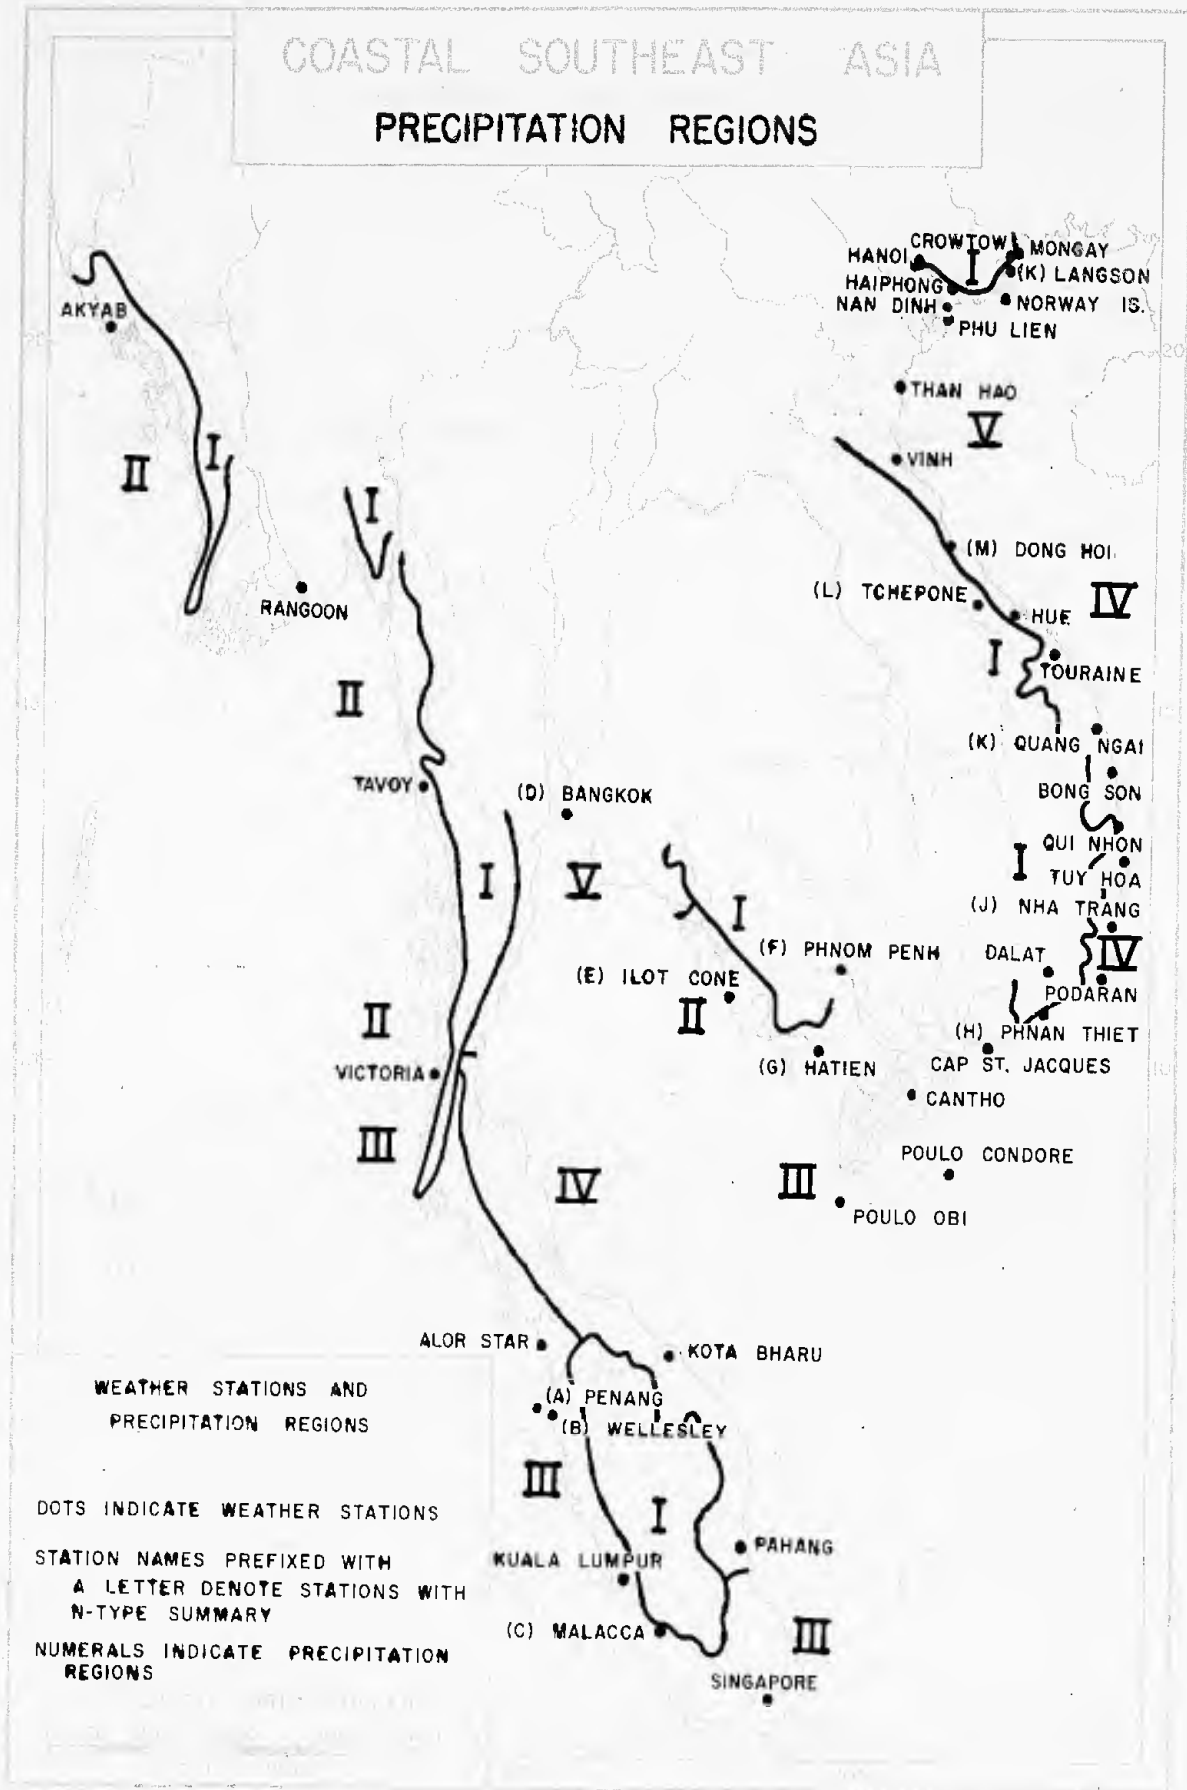 COASTAL SOUTHEAST ASIA
PRECIPITATION REGIONS
CROWTOW
MONGAY
HANOI
I
(K) LANGSON
HAIPHONG
NAN DINH
NORWAY IS.
PHU LIEN
AKYAB
20
THAN HAO
V
VINH
I
II
I
(M) DONG HOI
(L) TCHEPONE
IV
RANGOON
HUE
I
TOURAINE
II
(K) QUANG NGAI
TAVOY
(D) BANGKOK
BONG SON
QUI NHON
I
I
V
TUY HOA
(J) NHA TRANG
I
(F) PHNOM PENH
DALAT
IV
(E) ILOT CONE
PODARAN
II
II
(H) PHNAN THIET
VICTORIA
(G) HATIEN
CAP ST. JACQUES
CANTHO
III
POULO CONDORE
IV
III
POULO OBI
ALOR STAR
KOTA BHARU
WEATHER STATIONS AND
PRECIPITATION REGIONS
(A) PENANG
(B) WELLESLEY
III
I
DOTS INDICATE WEATHER STATIONS
STATION NAMES PREFIXED WITH
A LETTER DENOTE STATIONS WITH
N-TYPE SUMMARY
NUMERALS INDICATE PRECIPITATION
REGIONS
PAHANG
KUALA LUMPUR
(C) MALACCA
III
SINGAPORE